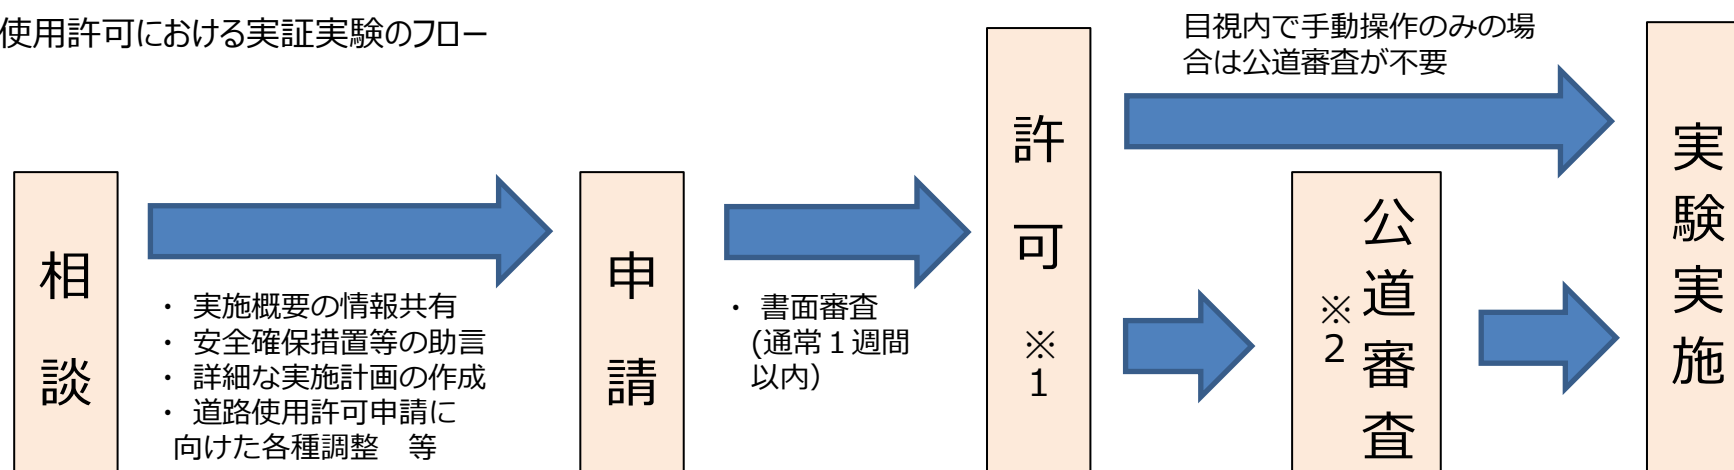 使用許可における実証実験のフロー
相談
・ 実施概要の情報共有
・ 安全確保措置等の助言
・ 詳細な実施計画の作成
・ 道路使用許可申請に
向けた各種調整　等
申請
・ 書面審査
(通常１週間
以内)
許可 ※1
目視内で手動操作のみの場
合は公道審査が不要
公道審査
※2
実験実施